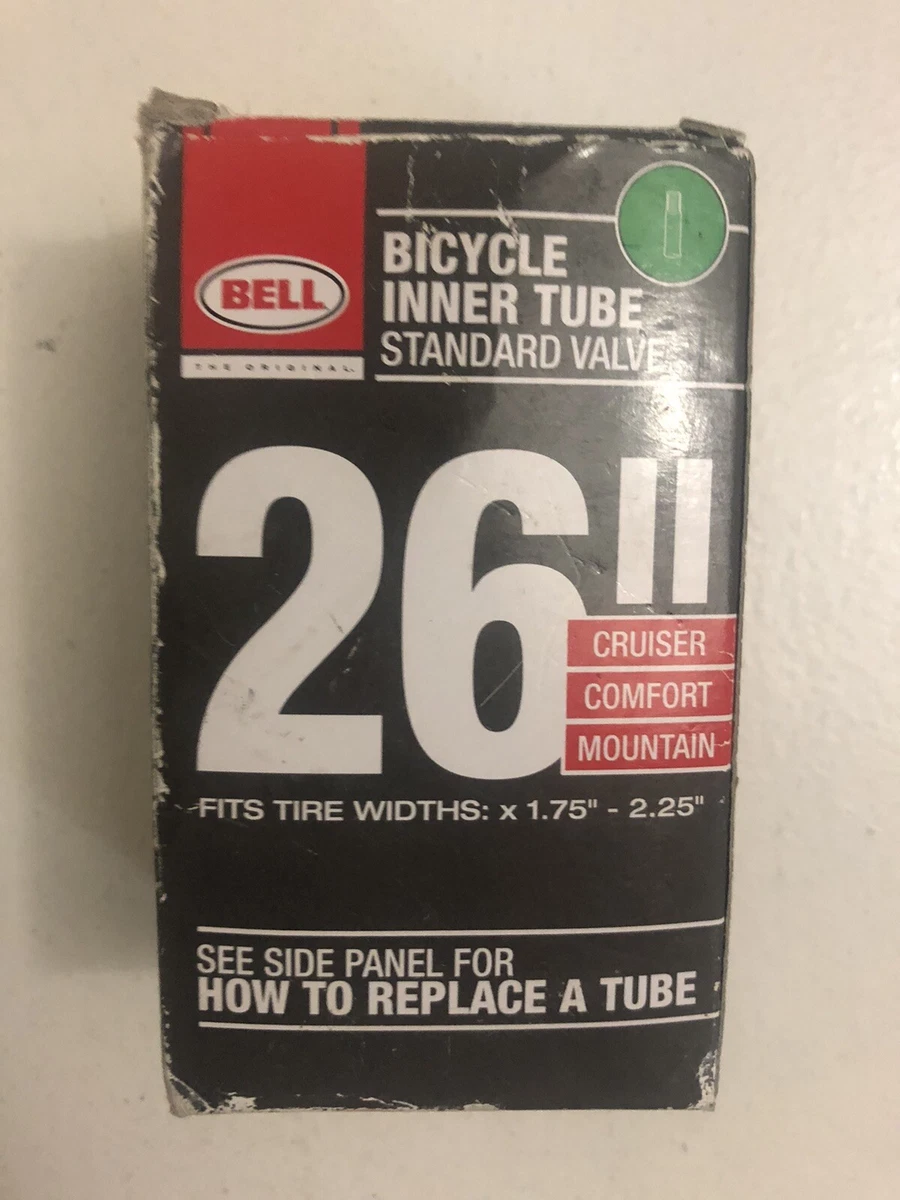 BELL
THE ORIGINAL.
BICYCLE
INNER TUBE
STANDARD VALVE
26"
CRUISER
COMFORT
MOUNTAIN
FITS TIRE WIDTHS: x 1.75" - 2.25"
SEE SIDE PANEL FOR
HOW TO REPLACE A TUBE